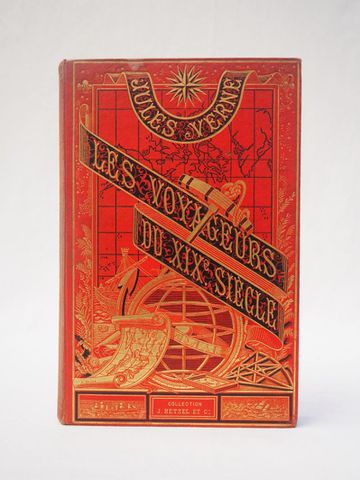 JULES VERNE
LES VOYAGEURS
DU XIXE SIÈCLE
COLLECTION
J. HETZEL ET CIE